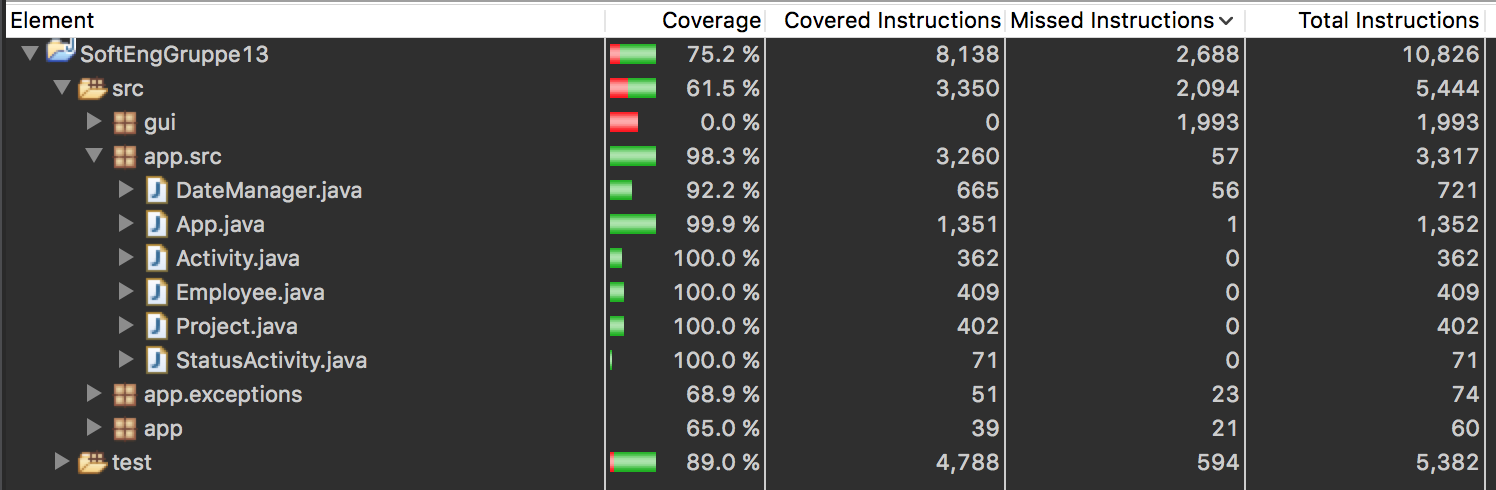 Element Coverage Covered Instructions Missed Instructions Total Instructions
SoftEngGruppe13 75.2 % 8,138 2,688 10,826
src 61.5 % 3,350 2,094 5,444
gui 0.0 % 0 1,993 1,993
app.src 98.3 % 3,260 57 3,317
DateManager.java 92.2 % 665 56 721
App.java 99.9 % 1,351 1 1,352
Activity.java 100.0 % 362 0 362
Employee.java 100.0 % 409 0 409
Project.java 100.0 % 402 0 402
StatusActivity.java 100.0 % 71 0 71
app.exceptions 68.9 % 51 23 74
app 65.0 % 39 21 60
test 89.0 % 4,788 594 5,382